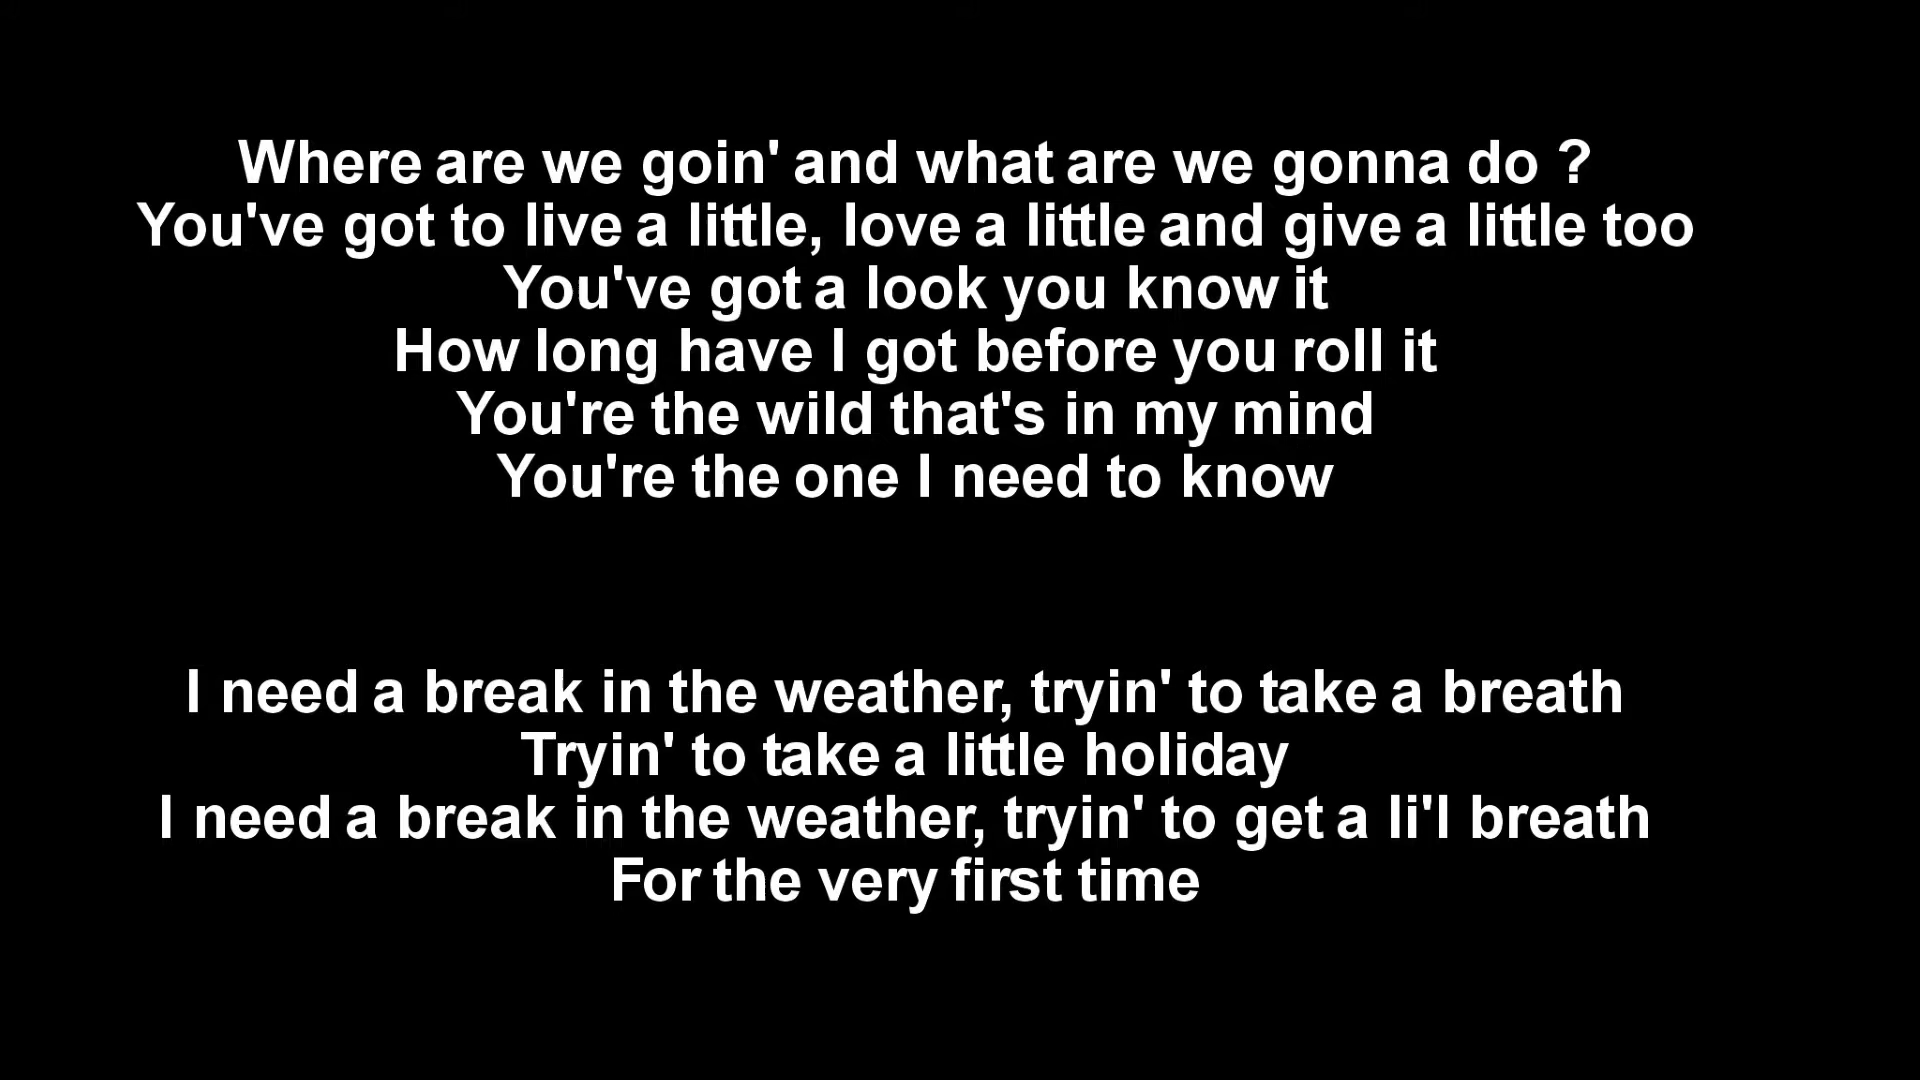 Where are we goin' and what are we gonna do ?
You've got to live a little, love a little and give a little too
You've got a look you know it
How long have I got before you roll it
You're the wild that's in my mind
You're the one I need to know
I need a break in the weather, tryin' to take a breath
Tryin' to take a little holiday
I need a break in the weather, tryin' to get a li'l breath
For the very first time